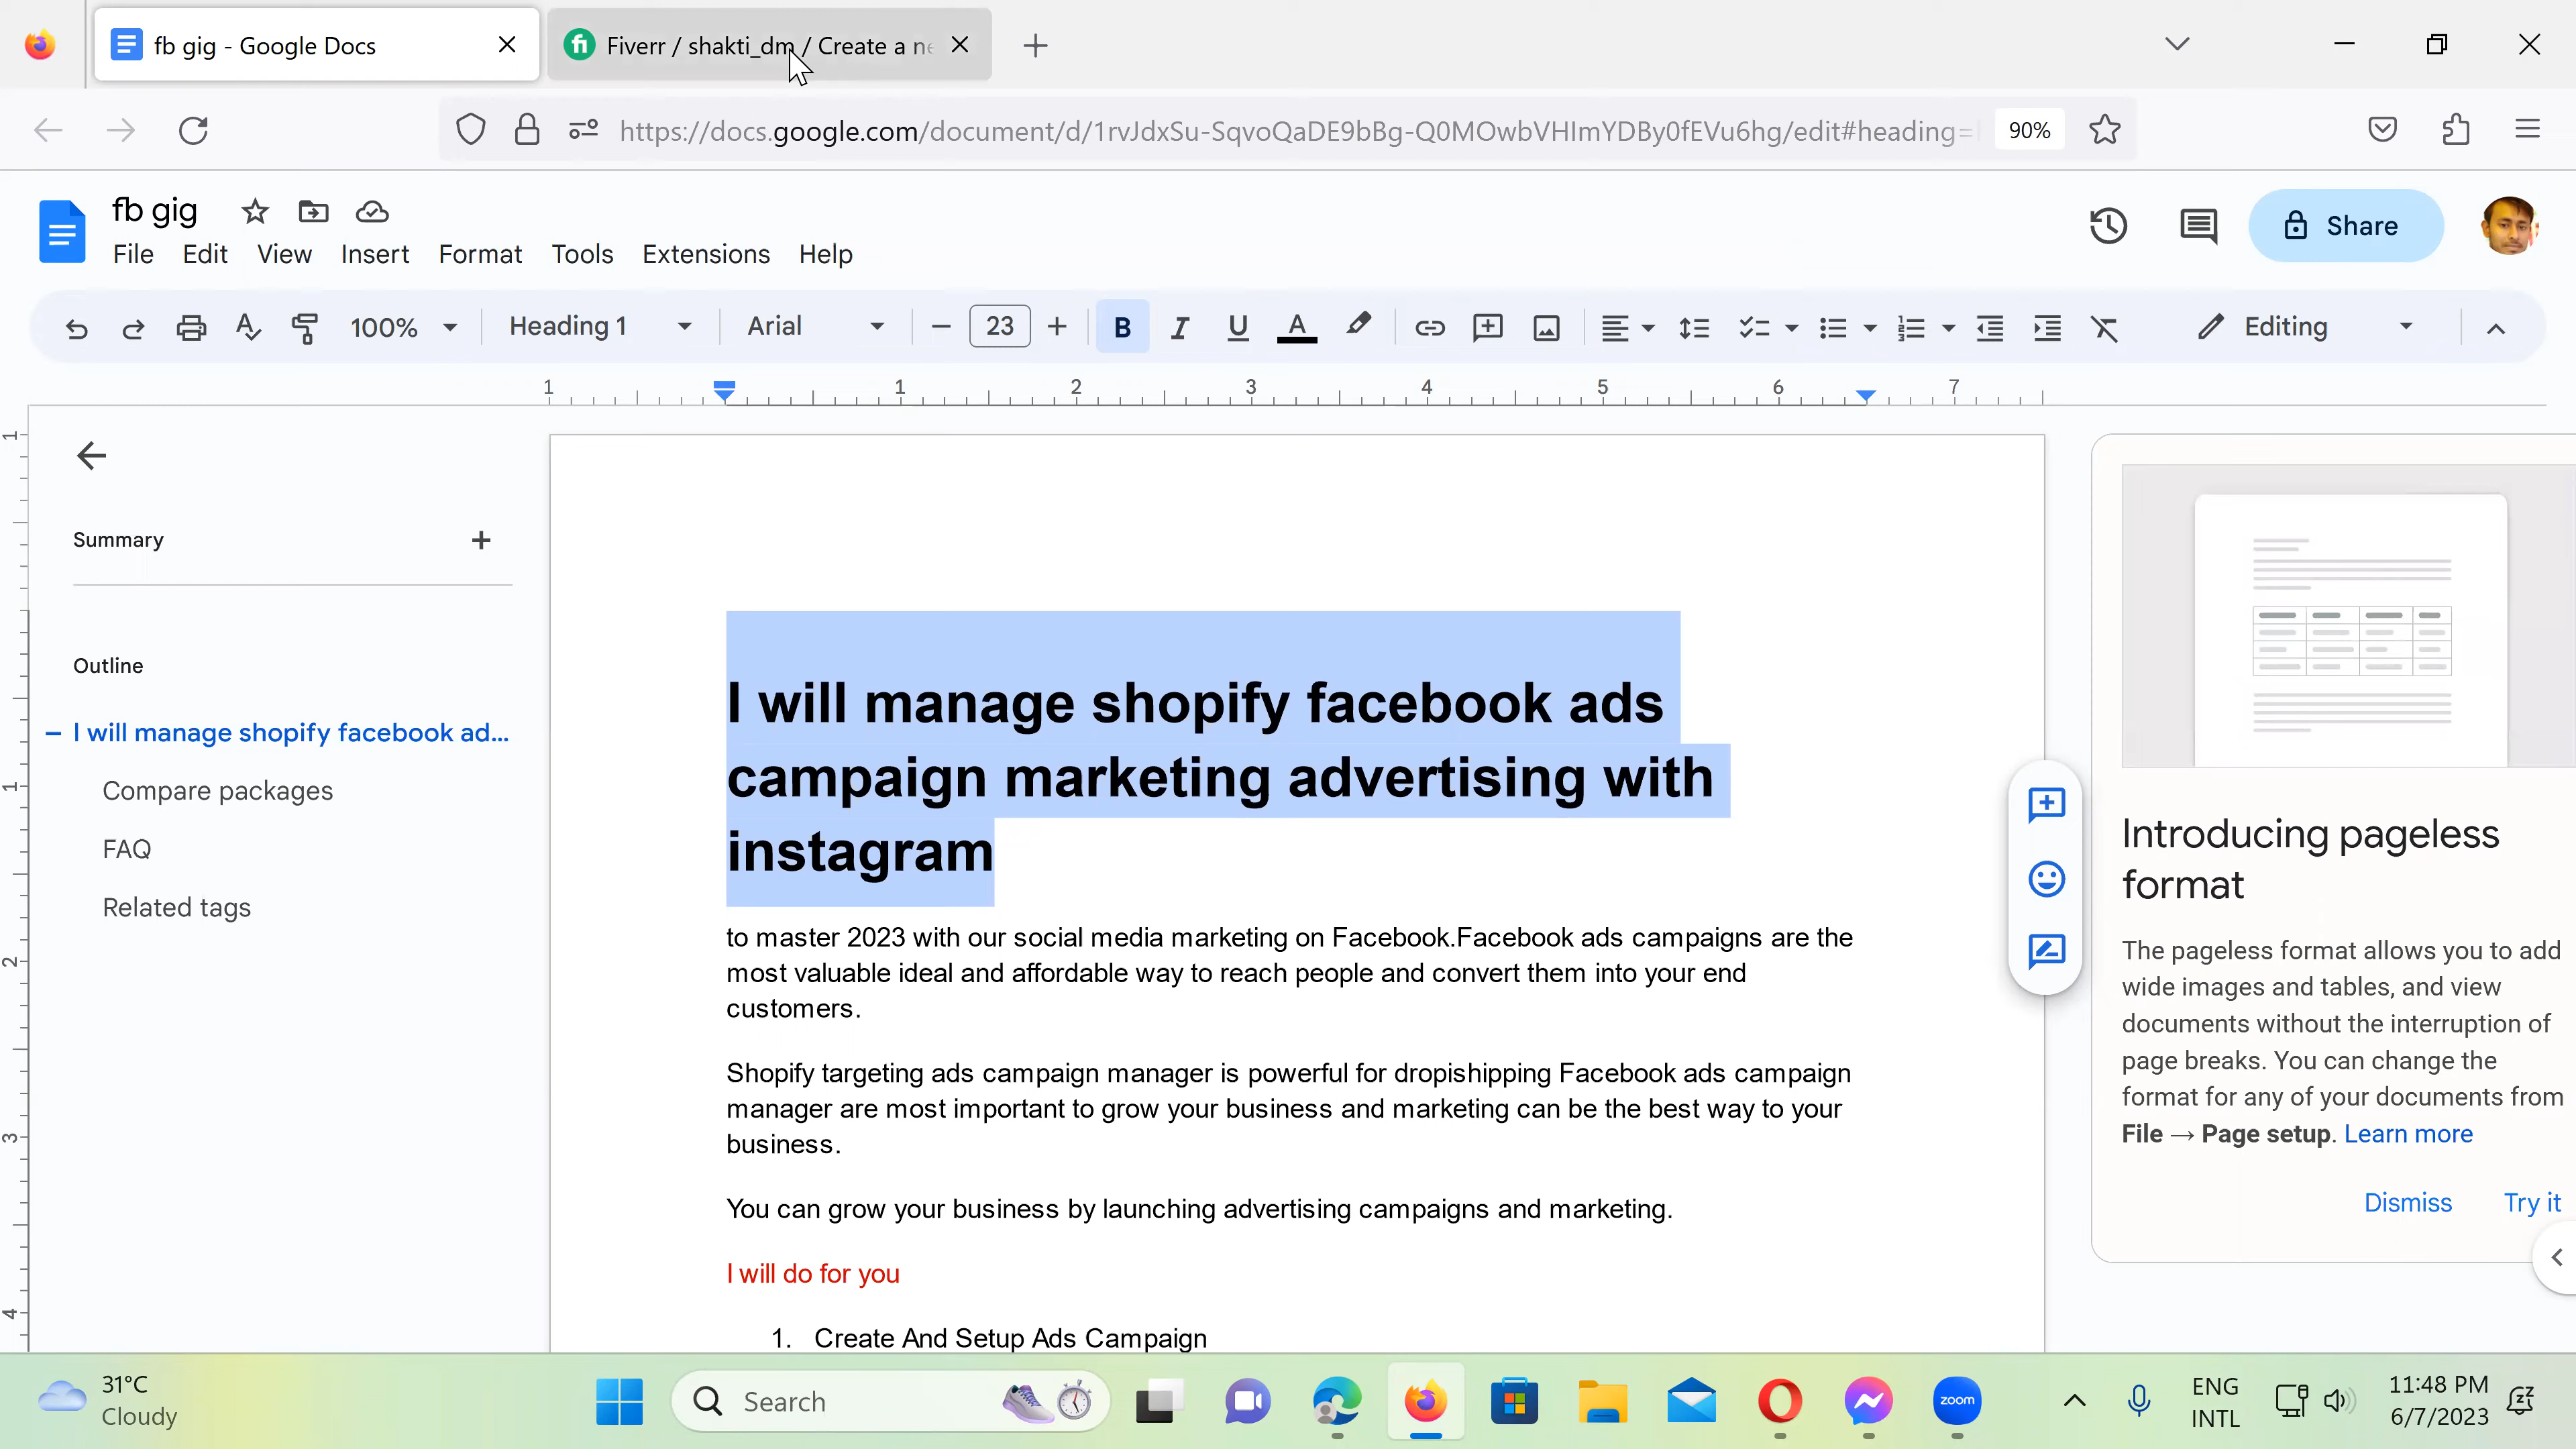 fb gig - Google Docs
Fiverr / shakti_dm / Create a ne
https://docs.google.com/document/d/1rvJdxSu-SqvoQaDE9bBg-Q0MOwbVHImYDBy0fEVu6hg/edit#heading=
90%
fb gig
File Edit View Insert Format Tools Extensions Help
Share
100% Heading 1 Arial 23 B I U A Editing
1 1 2 3 4 5 6 7
Summary
Outline
I will manage shopify facebook ad...
Compare packages
FAQ
Related tags
I will manage shopify facebook ads
campaign marketing advertising with
instagram
to master 2023 with our social media marketing on Facebook.Facebook ads campaigns are the
most valuable ideal and affordable way to reach people and convert them into your end
customers.
Shopify targeting ads campaign manager is powerful for dropishipping Facebook ads campaign
manager are most important to grow your business and marketing can be the best way to your
business.
You can grow your business by launching advertising campaigns and marketing.
I will do for you
1. Create And Setup Ads Campaign
1
1
2
3
4
Introducing pageless
format
The pageless format allows you to add
wide images and tables, and view
documents without the interruption of
page breaks. You can change the
format for any of your documents from
File → Page setup. Learn more
Dismiss Try it
31°C
Cloudy
Search
zoom
ENG
INTL
11:48 PM
6/7/2023